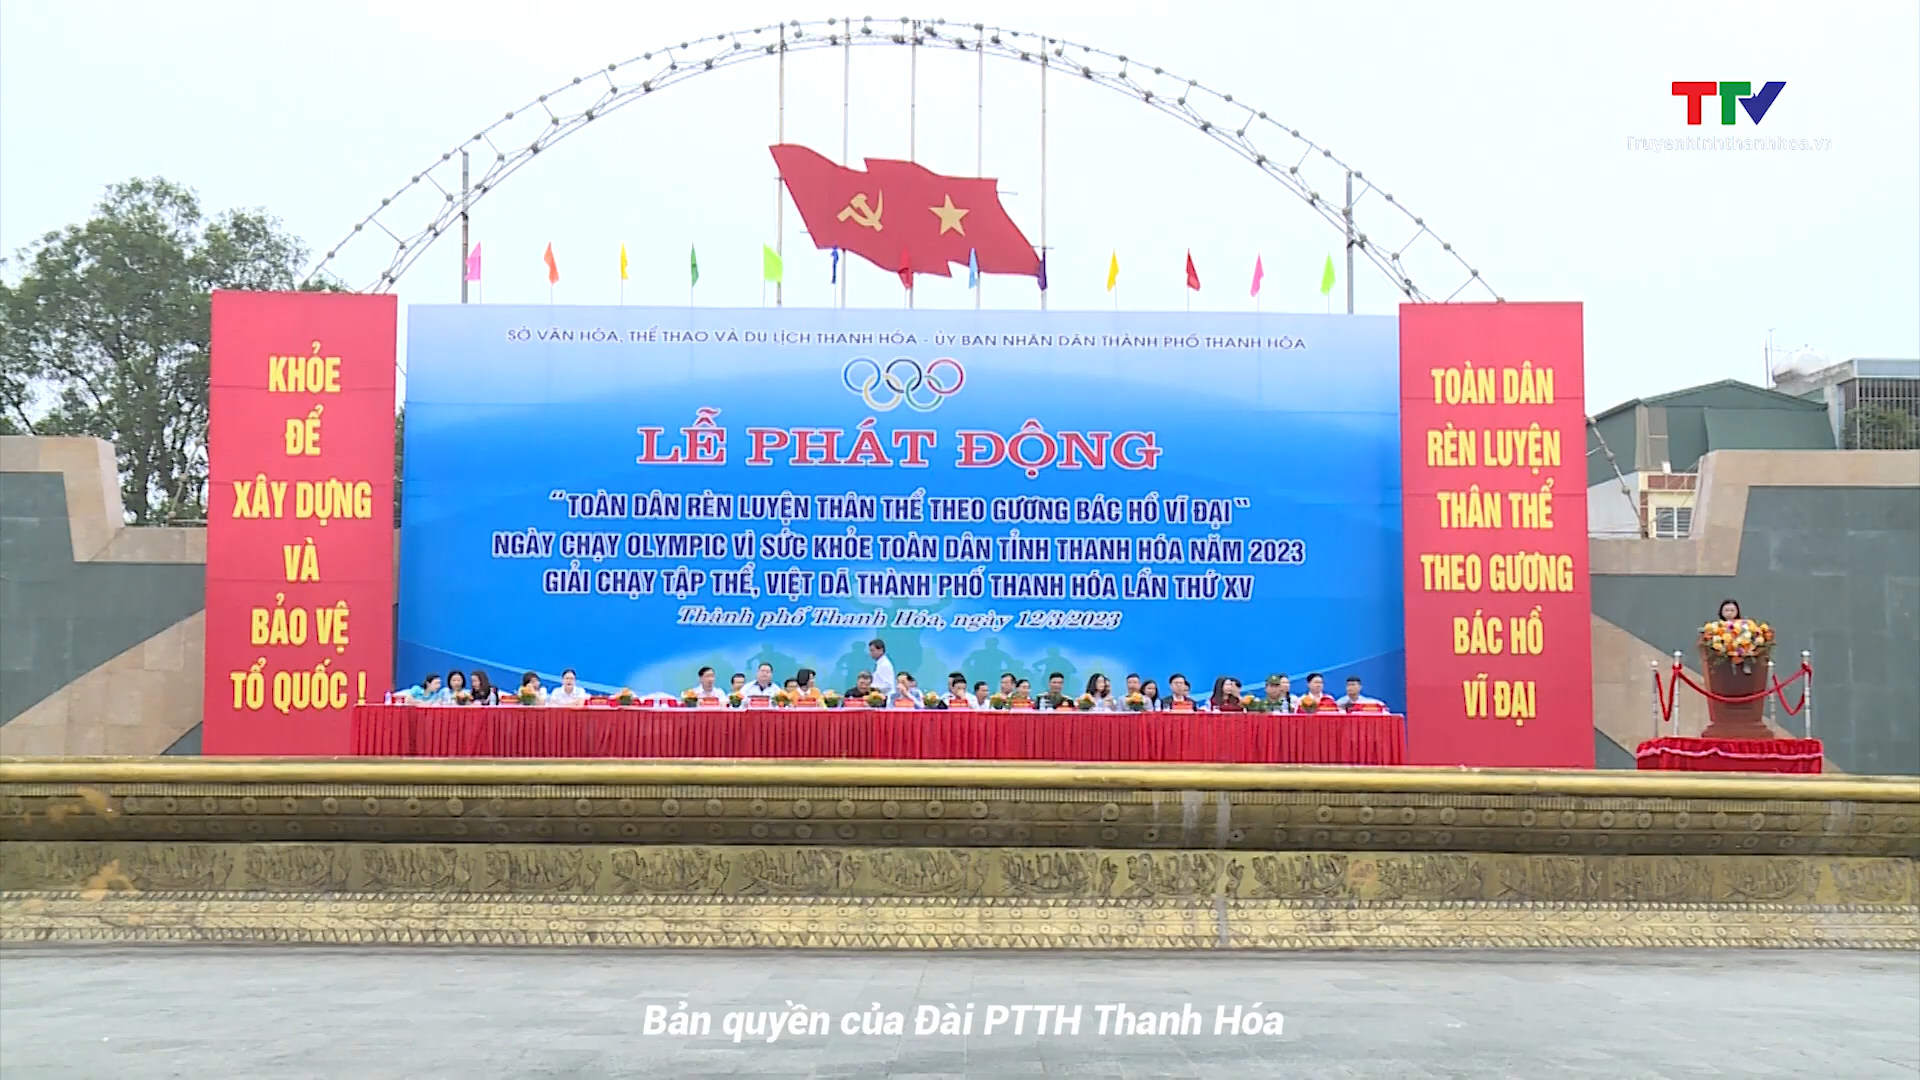 TTV
Truyenhinhthanhhoa.vn
SỞ VĂN HÓA, THỂ THAO VÀ DU LỊCH THANH HÓA - ỦY BAN NHÂN DÂN THÀNH PHỐ THANH HÓA
LỄ PHÁT ĐỘNG
"TOÀN DÂN RÈN LUYỆN THÂN THỂ THEO GƯƠNG BÁC HỒ VĨ ĐẠI"
NGÀY CHẠY OLYMPIC VÌ SỨC KHỎE TOÀN DÂN TỈNH THANH HÓA NĂM 2023
GIẢI CHẠY TẬP THỂ, VIỆT DÃ THÀNH PHỐ THANH HÓA LẦN THỨ XV
Thành phố Thanh Hóa, ngày 12/3/2023
KHỎE
ĐỂ
XÂY DỰNG
VÀ
BẢO VỆ
TỔ QUỐC !
TOÀN DÂN
RÈN LUYỆN
THÂN THỂ
THEO GƯƠNG
BÁC HỒ
VĨ ĐẠI
Bản quyền của Đài PTTH Thanh Hóa